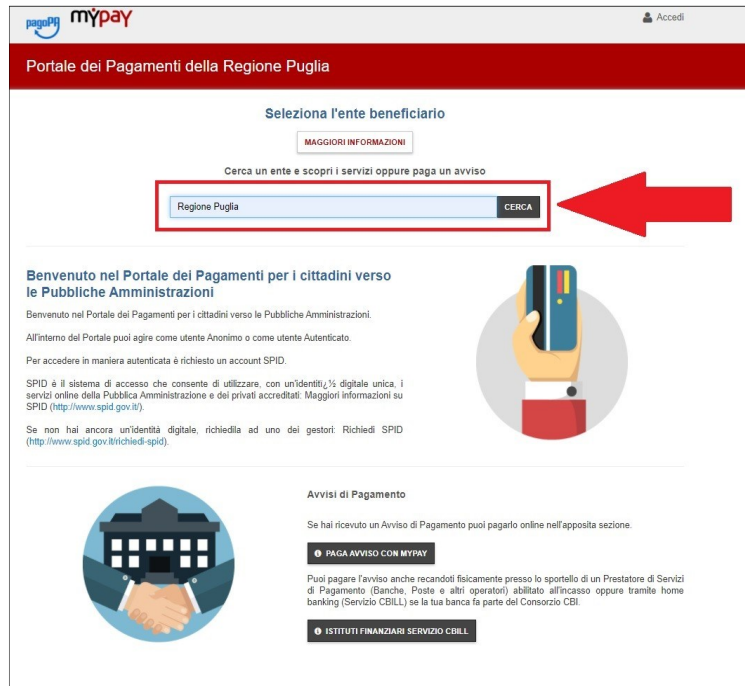 pagoPA mypay
Accedi
Portale dei Pagamenti della Regione Puglia
Seleziona l'ente beneficiario
MAGGIORI INFORMAZIONI
Cerca un ente e scopri i servizi oppure paga un avviso
Regione Puglia
CERCA
Benvenuto nel Portale dei Pagamenti per i cittadini verso
le Pubbliche Amministrazioni
Benvenuto nel Portale dei Pagamenti per i cittadini verso le Pubbliche Amministrazioni.
All'interno del Portale puoi agire come utente Anonimo o come utente Autenticato.
Per accedere in maniera autenticata è richiesto un account SPID.
SPID è il sistema di accesso che consente di utilizzare, con un'identitï¿½ digitale unica, i
servizi online della Pubblica Amministrazione e dei privati accreditati: Maggiori informazioni su
SPID (http://www.spid.gov.it/).
Se non hai ancora un'identità digitale, richiedila ad uno dei gestori: Richiedi SPID
(http://www.spid.gov.it/richiedi-spid).
Avvisi di Pagamento
Se hai ricevuto un Avviso di Pagamento puoi pagarlo online nell'apposita sezione.
PAGA AVVISO CON MYPAY
Puoi pagare l'avviso anche recandoti fisicamente presso lo sportello di un Prestatore di Servizi
di Pagamento (Banche, Poste e altri operatori) abilitato all'incasso oppure tramite home
banking (Servizio CBILL) se la tua banca fa parte del Consorzio CBI.
ISTITUTI FINANZIARI SERVIZIO CBILL